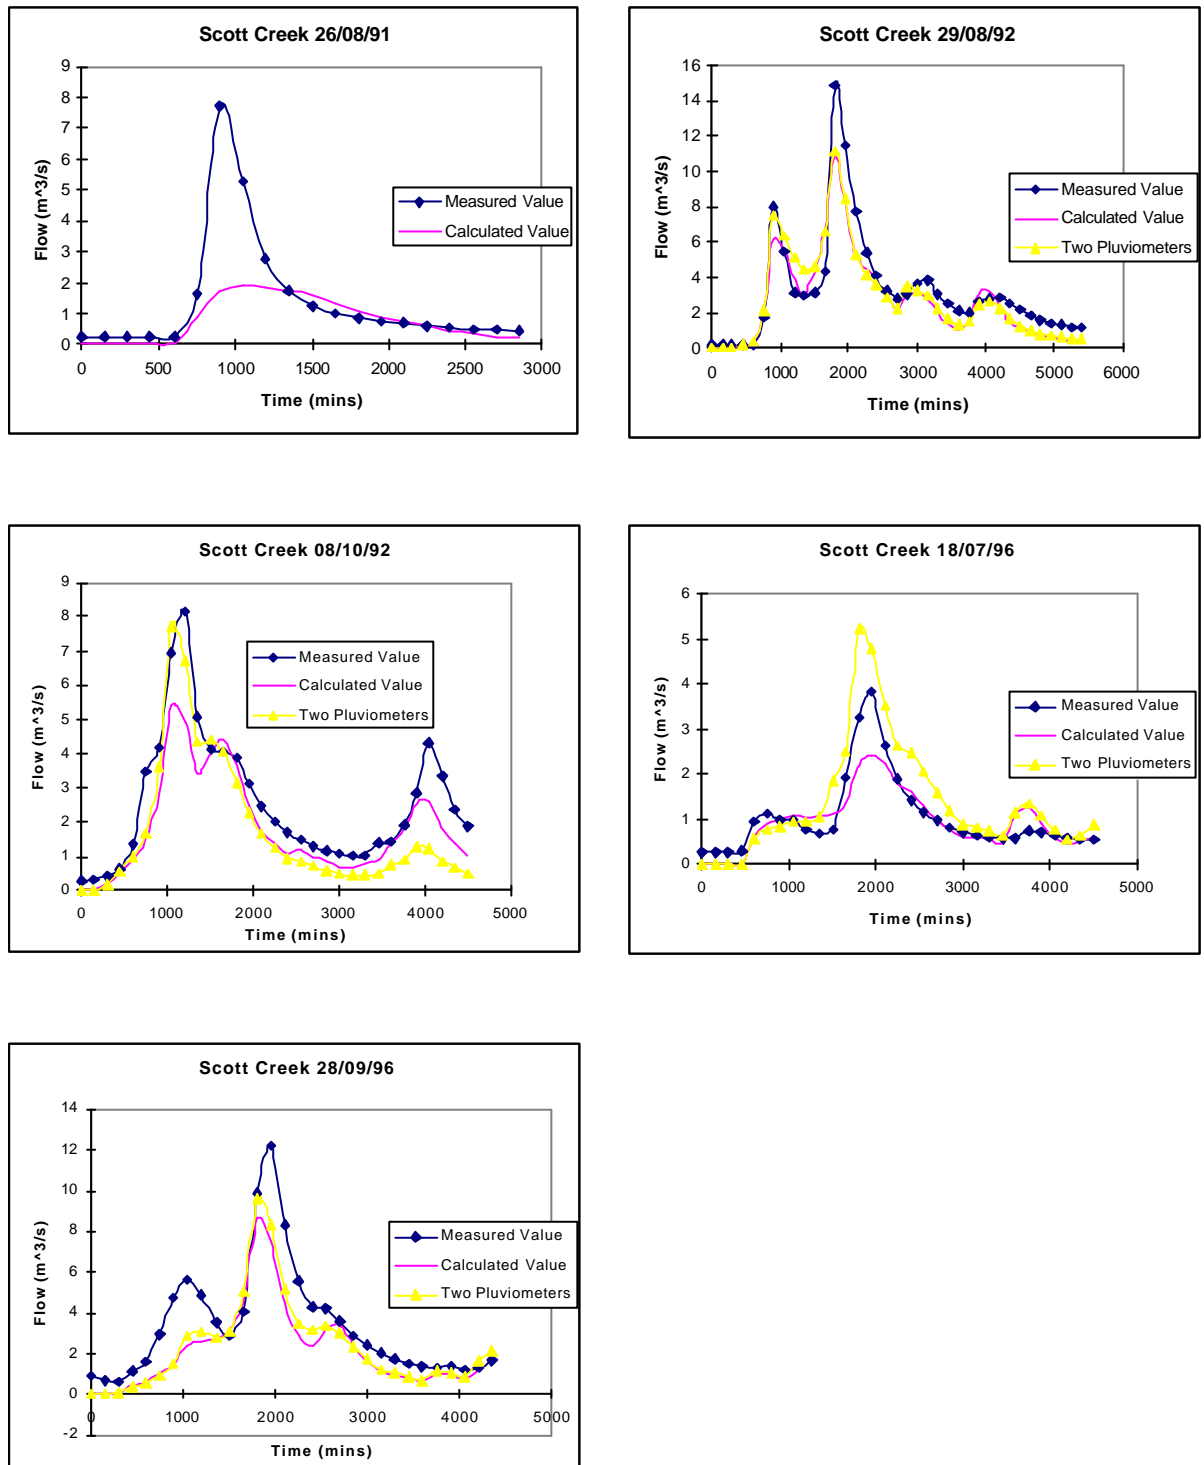 Scott Creek 26/08/91
9
8
7
6
5
4
3
2
1
0
Flow (m^3/s)
0 500 1000 1500 2000 2500 3000
Time (mins)
Measured Value
Calculated Value
Scott Creek 29/08/92
16
14
12
10
8
6
4
2
0
Flow (m^3/s)
0 1000 2000 3000 4000 5000 6000
Time (mins)
Measured Value
Calculated Value
Two Pluviometers
Scott Creek 08/10/92
9
8
7
6
5
4
3
2
1
0
Flow (m^3/s)
0 1000 2000 3000 4000 5000
Time (mins)
Measured Value
Calculated Value
Two Pluviometers
Scott Creek 18/07/96
6
5
4
3
2
1
0
Flow (m^3/s)
0 1000 2000 3000 4000 5000
Time (mins)
Measured Value
Calculated Value
Two Pluviometers
Scott Creek 28/09/96
14
12
10
8
6
4
2
0
-2
Flow (m^3/s)
0 1000 2000 3000 4000 5000
Time (mins)
Measured Value
Calculated Value
Two Pluviometers